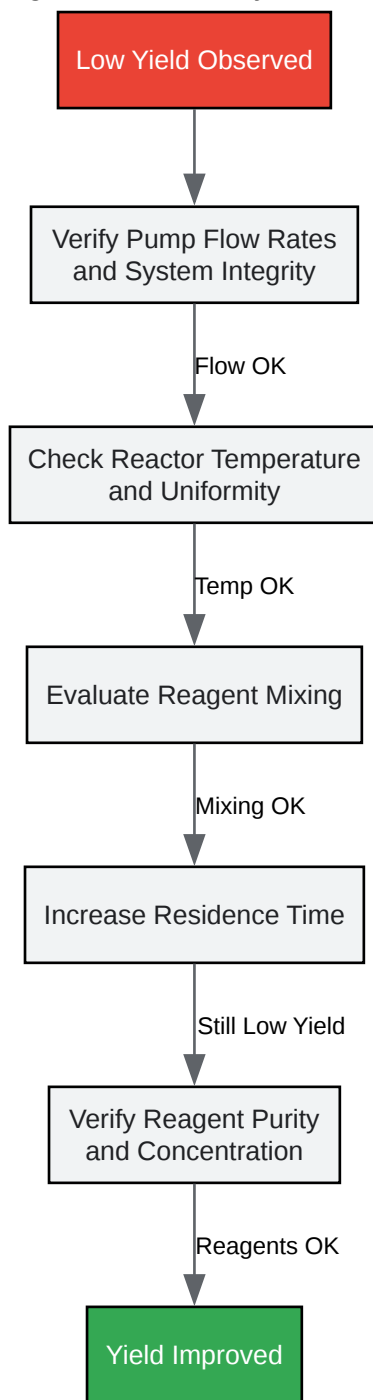 Low Yield Observed
Verify Pump Flow Rates
and System Integrity
Flow OK
Check Reactor Temperature
and Uniformity
Temp OK
Evaluate Reagent Mixing
Mixing OK
Increase Residence Time
Still Low Yield
Verify Reagent Purity
and Concentration
Reagents OK
Yield Improved